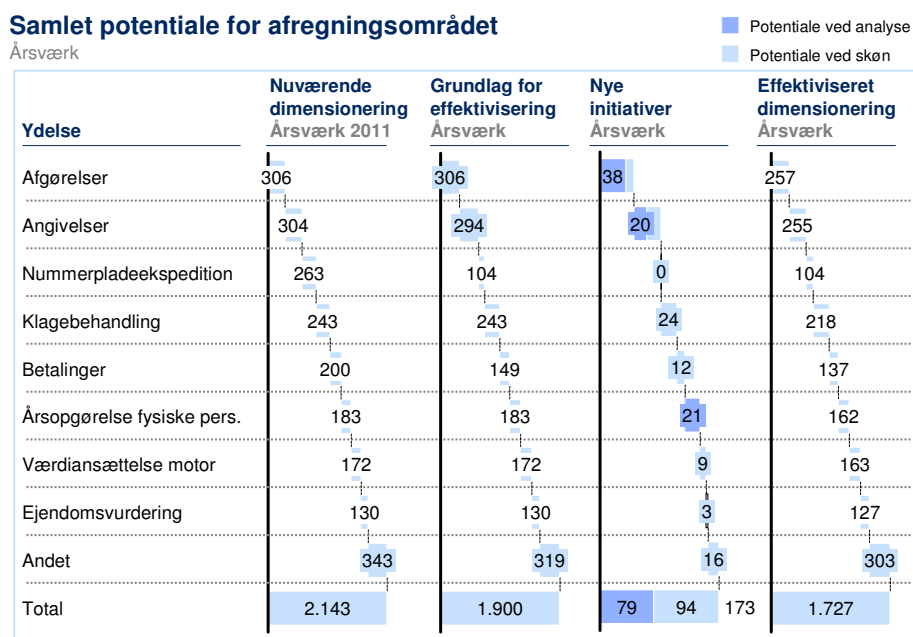 Samlet potentiale for afregningsområdet
Årsværk
Potentiale ved analyse
Potentiale ved skøn
Ydelse
Nuværende dimensionering Årsværk 2011
Grundlag for effektivisering Årsværk
Nye initiativer Årsværk
Effektiviseret dimensionering Årsværk
Afgørelser 306 306 38 257
Angivelser 304 294 20 255
Nummerpladeekspedition 263 104 0 104
Klagebehandling 243 243 24 218
Betalinger 200 149 12 137
Årsopgørelse fysiske pers. 183 183 21 162
Værdiansættelse motor 172 172 9 163
Ejendomsvurdering 130 130 3 127
Andet 343 319 16 303
Total 2.143 1.900 79 94 173 1.727